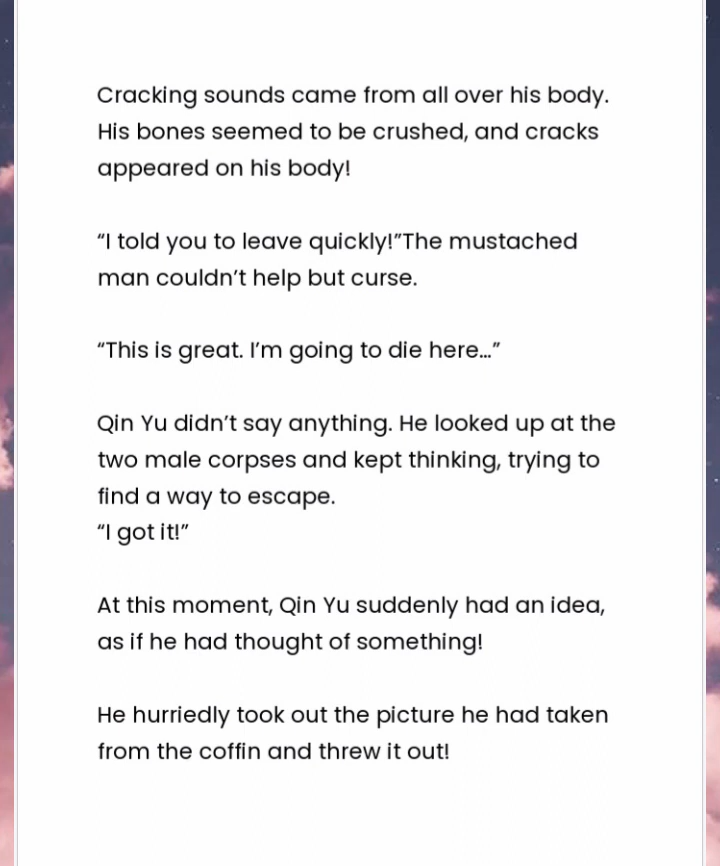 Cracking sounds came from all over his body.
His bones seemed to be crushed, and cracks
appeared on his body!
“I told you to leave quickly!”The mustached
man couldn’t help but curse.
“This is great. I’m going to die here…”
Qin Yu didn’t say anything. He looked up at the
two male corpses and kept thinking, trying to
find a way to escape.
“I got it!”
At this moment, Qin Yu suddenly had an idea,
as if he had thought of something!
He hurriedly took out the picture he had taken
from the coffin and threw it out!